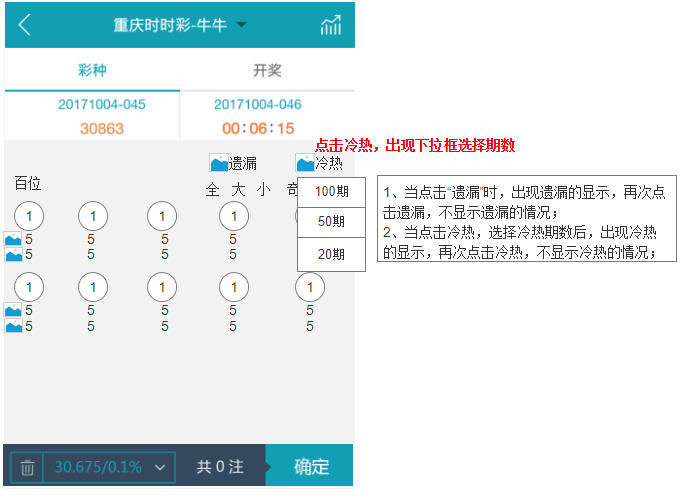 重庆时时彩-牛牛
彩种 开奖
20171004-045 20171004-046
30863 00:06:15
点击冷热，出现下拉框选择期数
遗漏 冷热
百位 全 大 小 奇
100期
50期
20期
1、当点击“遗漏”时，出现遗漏的显示，再次点
击遗漏，不显示遗漏的情况；
2、当点击冷热，选择冷热期数后，出现冷热
的显示，再次点击冷热，不显示冷热的情况；
1 1 1 1
5 5 5 5
5 5 5 5
1 1 1 1 1
5 5 5 5 5
5 5 5 5 5
30.675/0.1% 共 0 注 确定